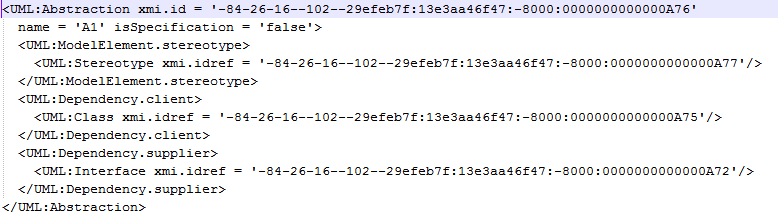 <UML:Abstraction xmi.id = '-84-26-16--102--29efeb7f:13e3aa46f47:-8000:0000000000000A76'
name = 'A1' isSpecification = 'false'>
<UML:ModelElement.stereotype>
<UML:Stereotype xmi.idref = '-84-26-16--102--29efeb7f:13e3aa46f47:-8000:0000000000000A77'/>
</UML:ModelElement.stereotype>
<UML:Dependency.client>
<UML:Class xmi.idref = '-84-26-16--102--29efeb7f:13e3aa46f47:-8000:0000000000000A75'/>
</UML:Dependency.client>
<UML:Dependency.supplier>
<UML:Interface xmi.idref = '-84-26-16--102--29efeb7f:13e3aa46f47:-8000:0000000000000A72'/>
</UML:Dependency.supplier>
</UML:Abstraction>